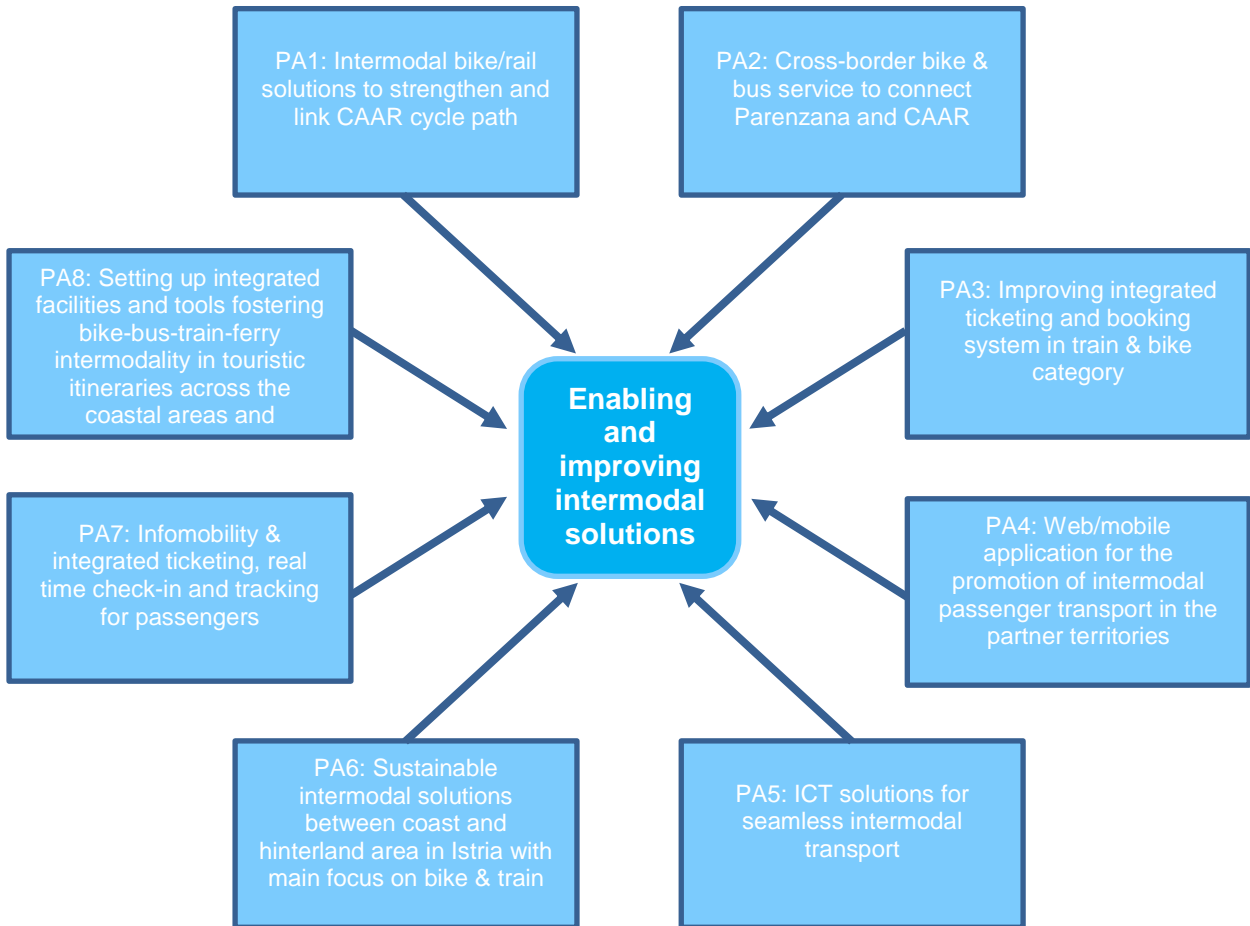 PA1: Intermodal bike/rail
solutions to strengthen and
link CAAR cycle path
PA2: Cross-border bike &
bus service to connect
Parenzana and CAAR
PA8: Setting up integrated
facilities and tools fostering
bike-bus-train-ferry
intermodality in touristic
itineraries across the
coastal areas and
PA3: Improving integrated
ticketing and booking
system in train & bike
category
Enabling
and
improving
intermodal
solutions
PA7: Infomobility &
integrated ticketing, real
time check-in and tracking
for passengers
PA4: Web/mobile
application for the
promotion of intermodal
passenger transport in the
partner territories
PA6: Sustainable
intermodal solutions
between coast and
hinterland area in Istria with
main focus on bike & train
PA5: ICT solutions for
seamless intermodal
transport